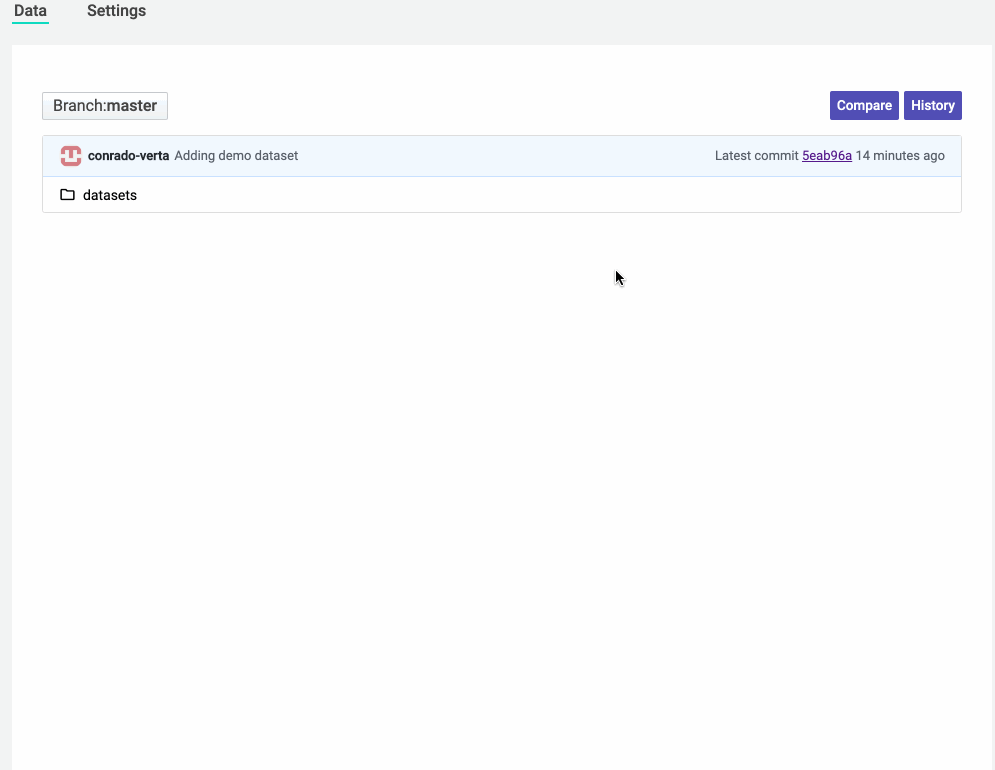 Data Settings
Branch:master Compare History
conrado-verta Adding demo dataset Latest commit 5eab96a 14 minutes ago
datasets